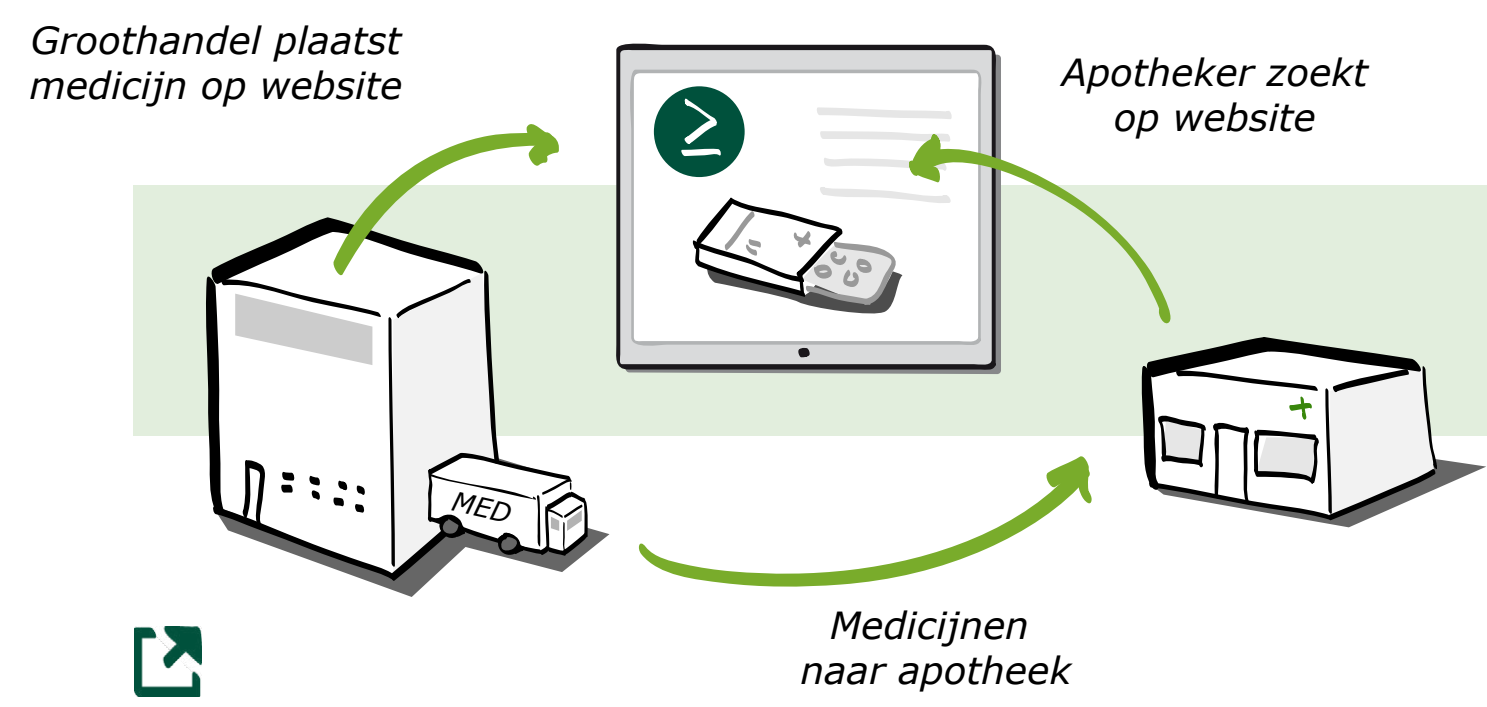 Groothandel plaatst
medicijn op website
Apotheker zoekt
op website
MED
Medicijnen
naar apotheek